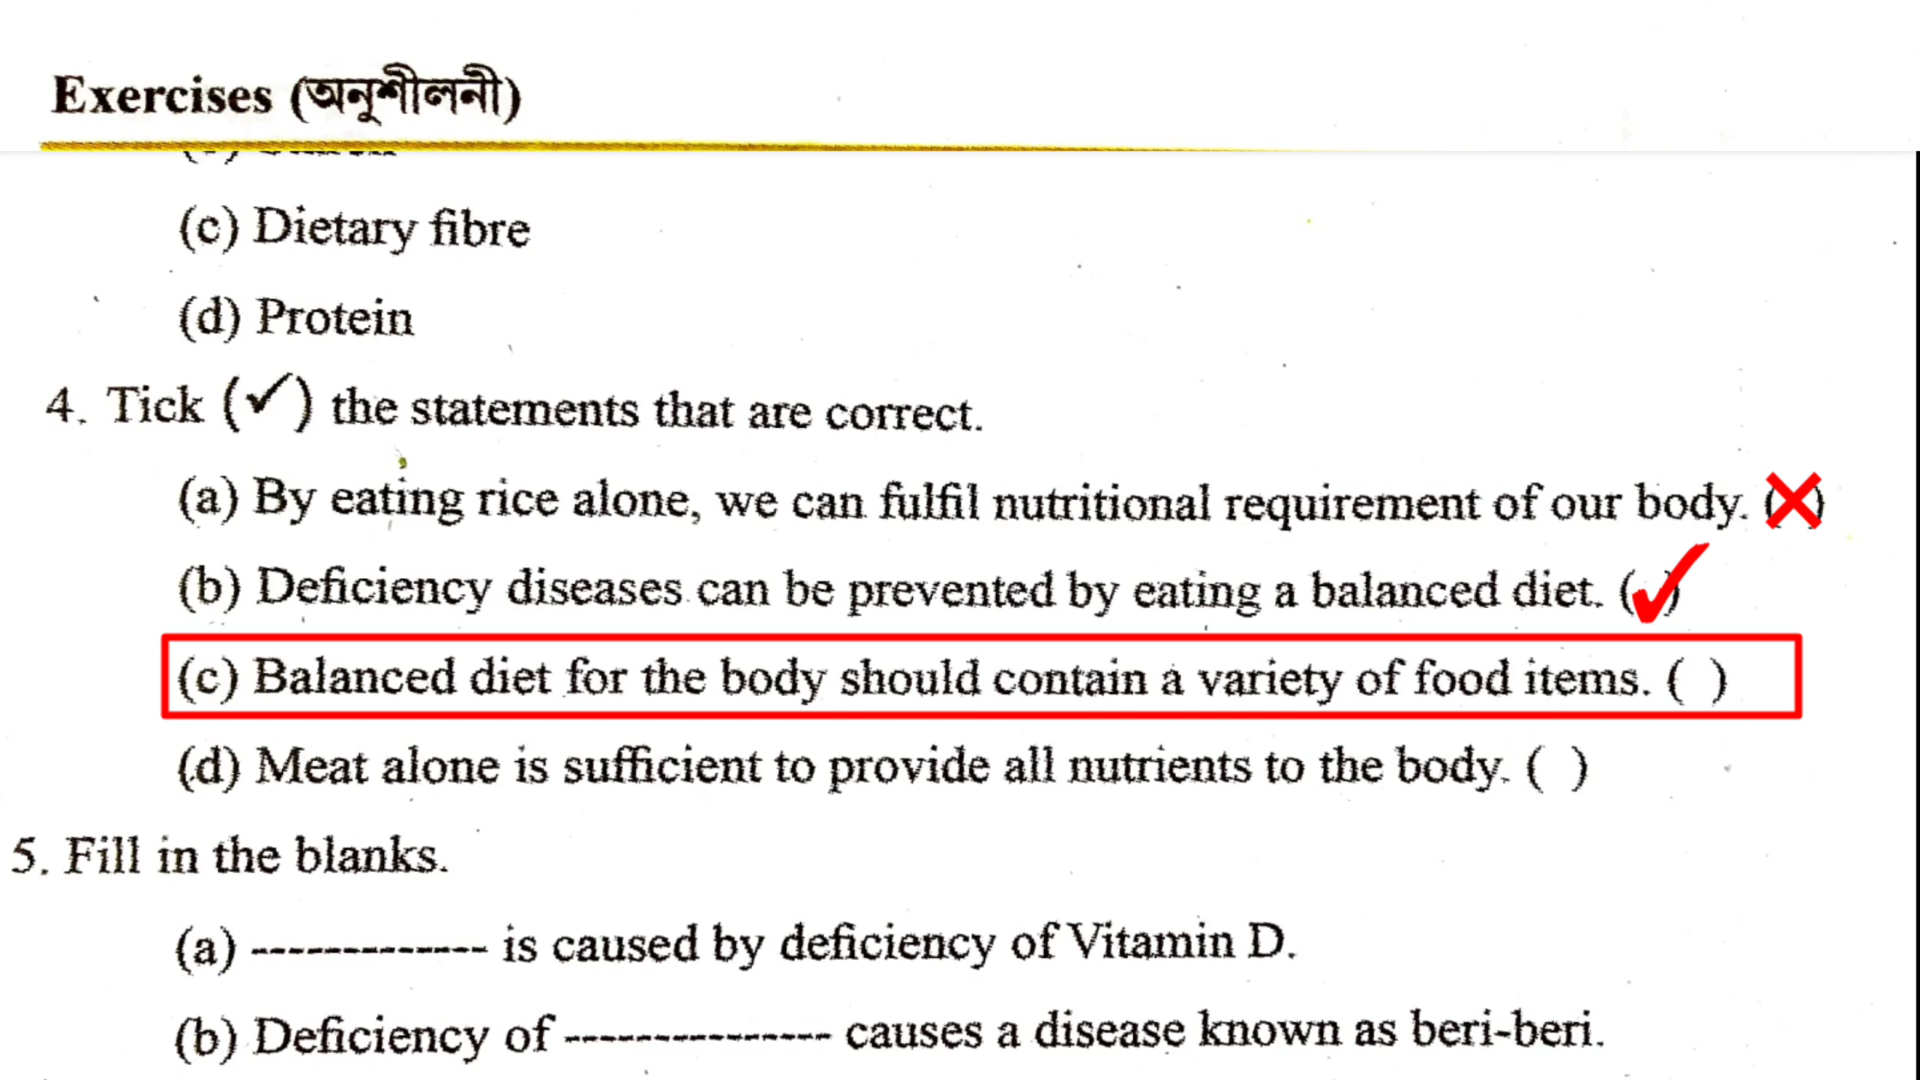 Exercises (অনুশীলনী)
(c) Dietary fibre
(d) Protein
4. Tick (✓) the statements that are correct.
(a) By eating rice alone, we can fulfil nutritional requirement of our body. (❌)
(b) Deficiency diseases can be prevented by eating a balanced diet. (✓)
(c) Balanced diet for the body should contain a variety of food items. ( )
(d) Meat alone is sufficient to provide all nutrients to the body. ( )
5. Fill in the blanks.
(a) ------------- is caused by deficiency of Vitamin D.
(b) Deficiency of --------------- causes a disease known as beri-beri.